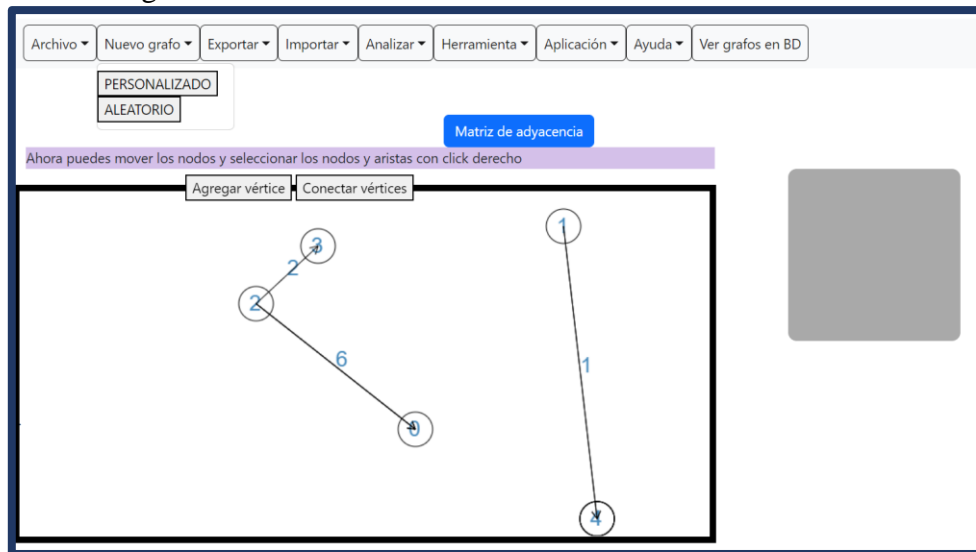 Archivo Nuevo grafo Exportar Importar Analizar Herramienta Aplicación Ayuda Ver grafos en BD
PERSONALIZADO
ALEATORIO
Matriz de adyacencia
Ahora puedes mover los nodos y seleccionar los nodos y aristas con click derecho
Agregar vértice Conectar vértices
1
3
2
2
6
1
0
4